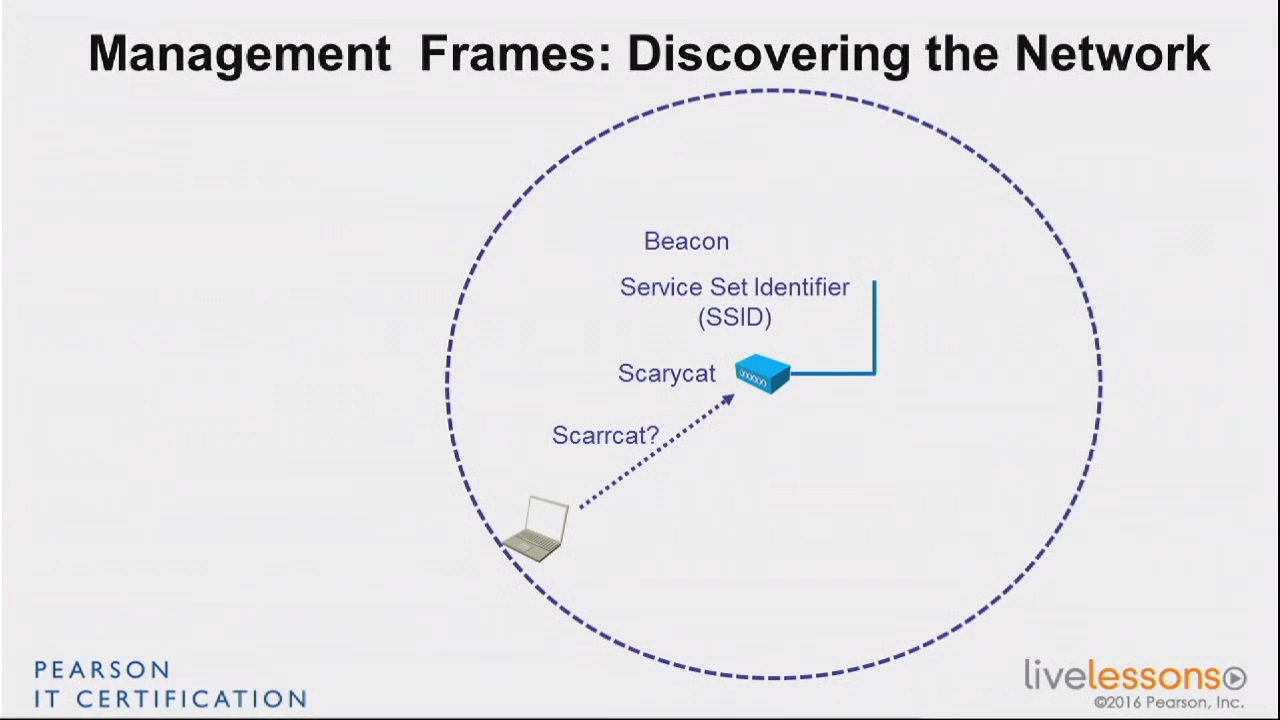 Management Frames: Discovering the Network
Beacon
Service Set Identifier
(SSID)
Scarycat
Scarrcat?
PEARSON
IT CERTIFICATION
livelessons
©2016 Pearson, Inc.